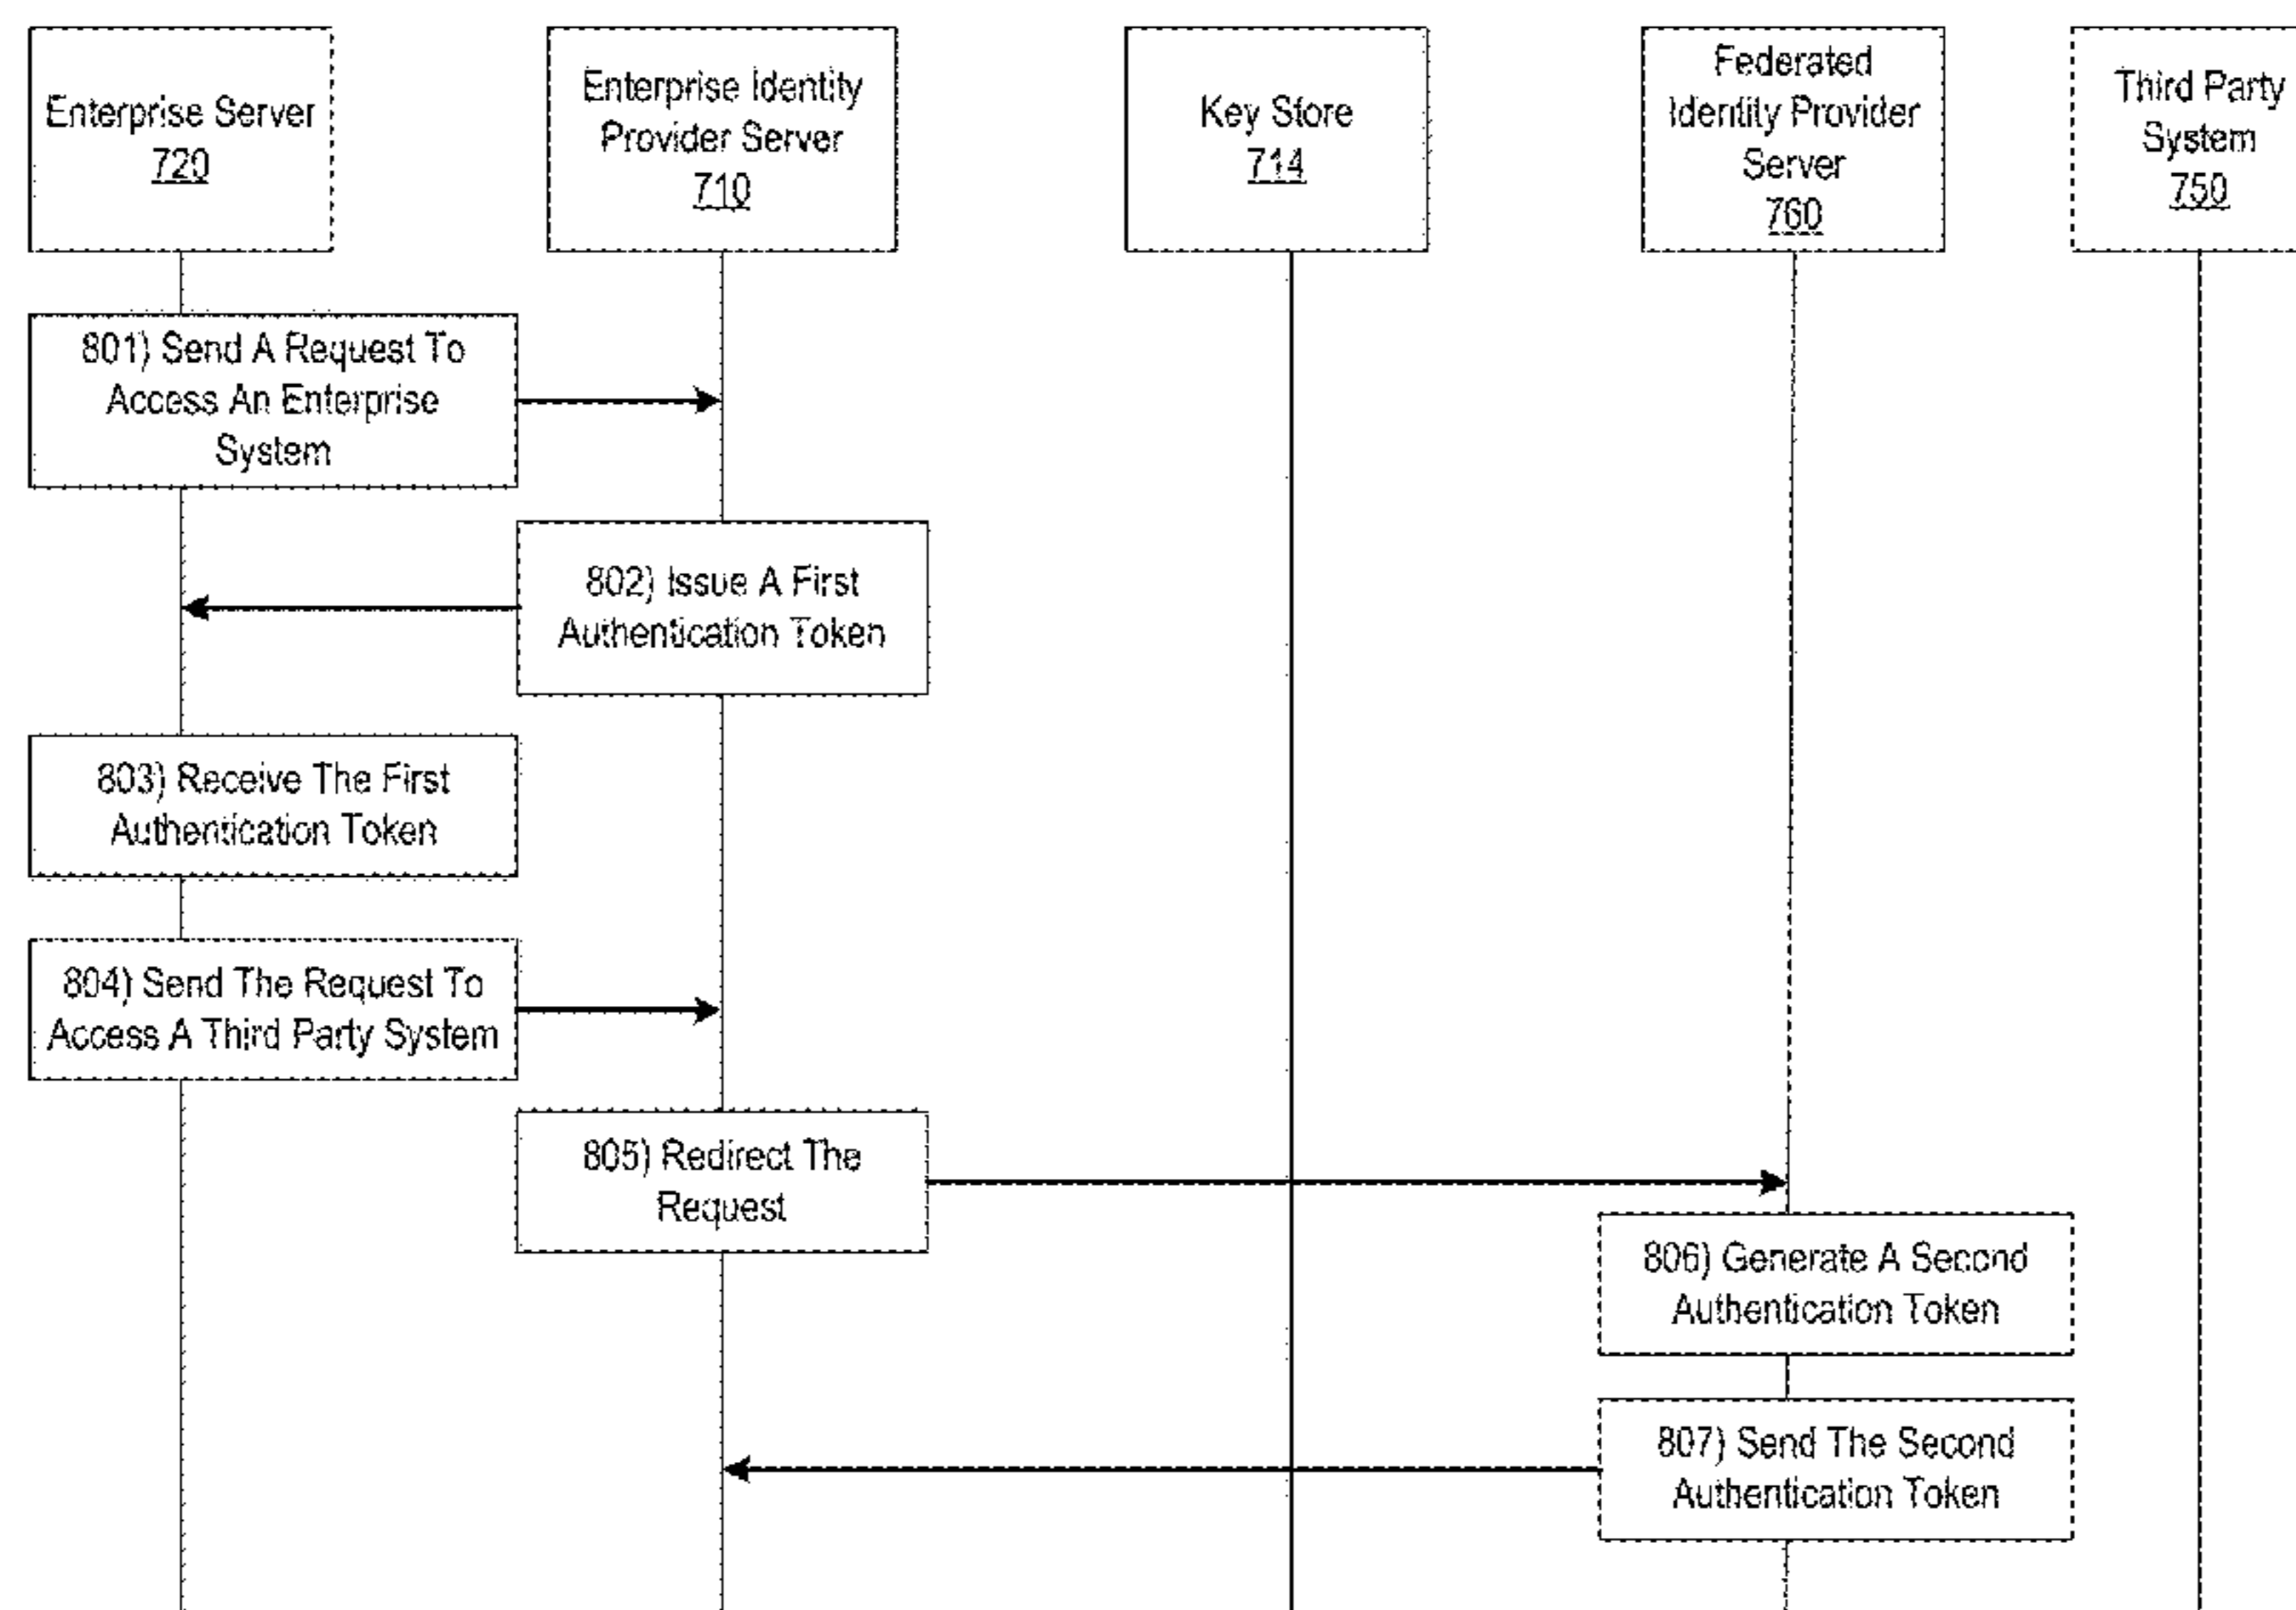 Enterprise Server
720
Enterprise Identity
Provider Server
710
Key Store
714
Federated
Identity Provider
Server
760
Third Party
System
750
801) Send A Request To
Access An Enterprise
System
802) Issue A First
Authentication Token
803) Receive The First
Authentication Token
804) Send The Request To
Access A Third Party System
805) Redirect The
Request
806) Generate A Second
Authentication Token
807) Send The Second
Authentication Token